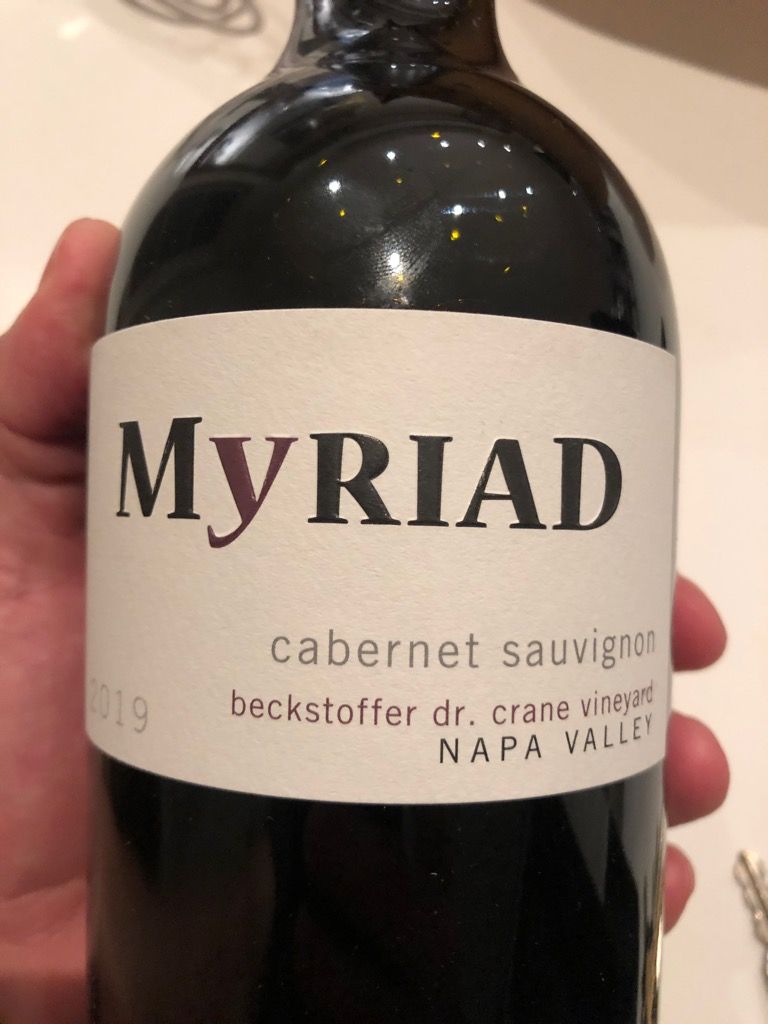 MyRIAD
cabernet sauvignon
2019
beckstoffer dr. crane vineyard
NAPA VALLEY